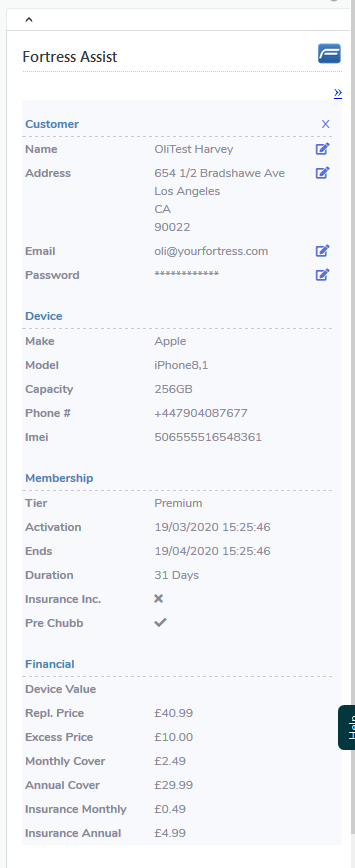 Fortress Assist
»
Customer X
Name OliTest Harvey
Address 654 1/2 Bradshawe Ave
Los Angeles
CA
90022
Email oli@yourfortress.com
Password ************
Device
Make Apple
Model iPhone8,1
Capacity 256GB
Phone # +447904087677
Imei 506555516548361
Membership
Tier Premium
Activation 19/03/2020 15:25:46
Ends 19/04/2020 15:25:46
Duration 31 Days
Insurance Inc. ✖
Pre Chubb ✔
Financial
Device Value
Repl. Price £40.99
Excess Price £10.00
Monthly Cover £2.49
Annual Cover £29.99
Insurance Monthly £0.49
Insurance Annual £4.99
Help